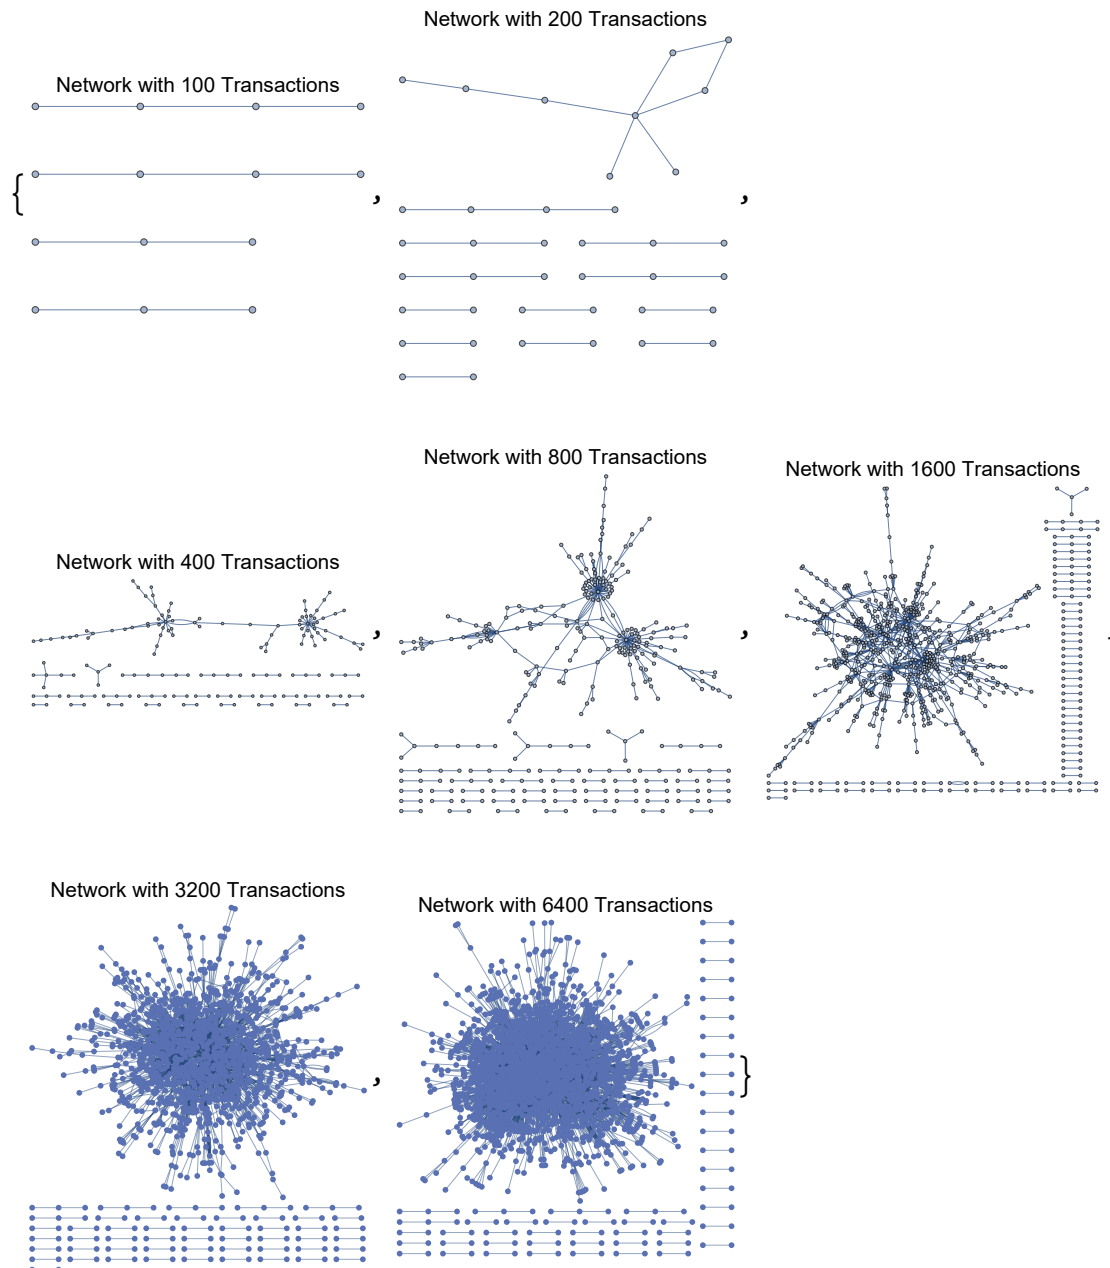 Network with 100 Transactions
Network with 200 Transactions
{ , ,
Network with 400 Transactions
Network with 800 Transactions
Network with 1600 Transactions
, ,
Network with 3200 Transactions
Network with 6400 Transactions
, }